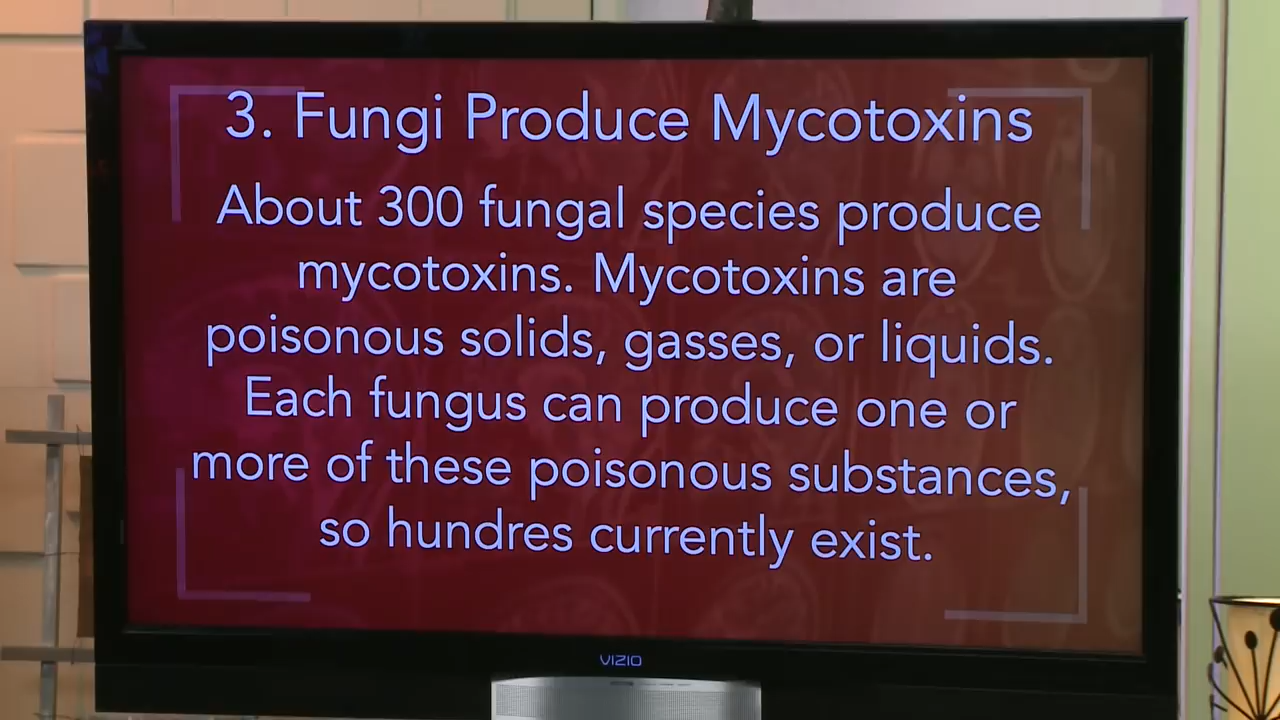 3. Fungi Produce Mycotoxins
About 300 fungal species produce
mycotoxins. Mycotoxins are
poisonous solids, gasses, or liquids.
Each fungus can produce one or
more of these poisonous substances,
so hundres currently exist.
VIZIO